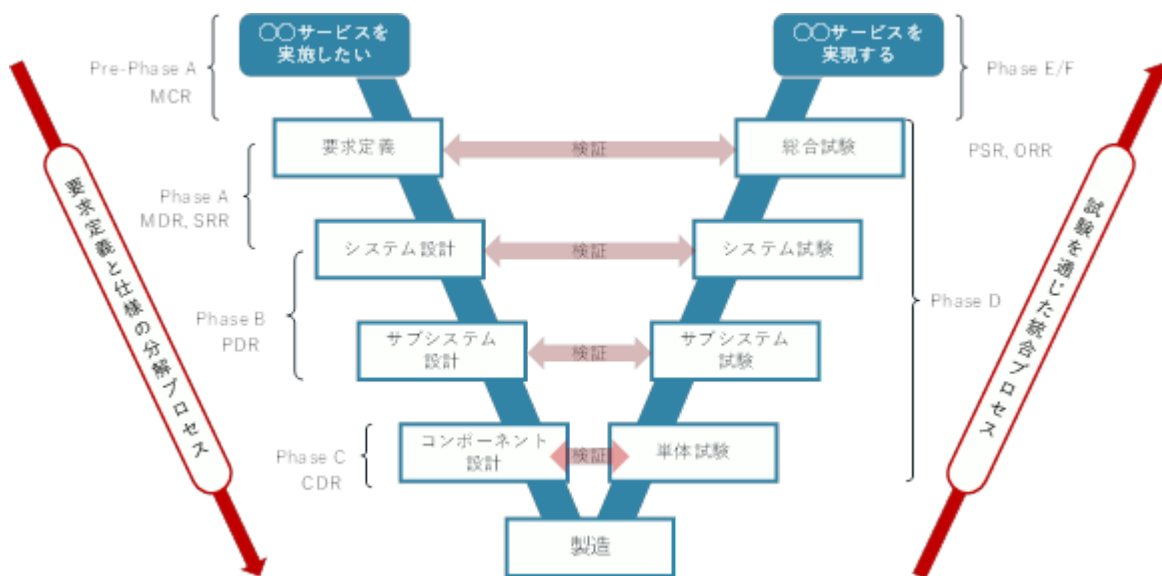 〇〇サービスを
実施したい
〇〇サービスを
実現する
Pre-Phase A
MCR
Phase E/F
要求定義
検証
総合試験
PSR, ORR
Phase A
MDR, SRR
システム設計
検証
システム試験
Phase B
PDR
サブシステム
設計
検証
サブシステム
試験
Phase D
Phase C
CDR
コンポーネント
設計
検証
単体試験
製造
要求定義と仕様の分解プロセス
試験を通じた統合プロセス